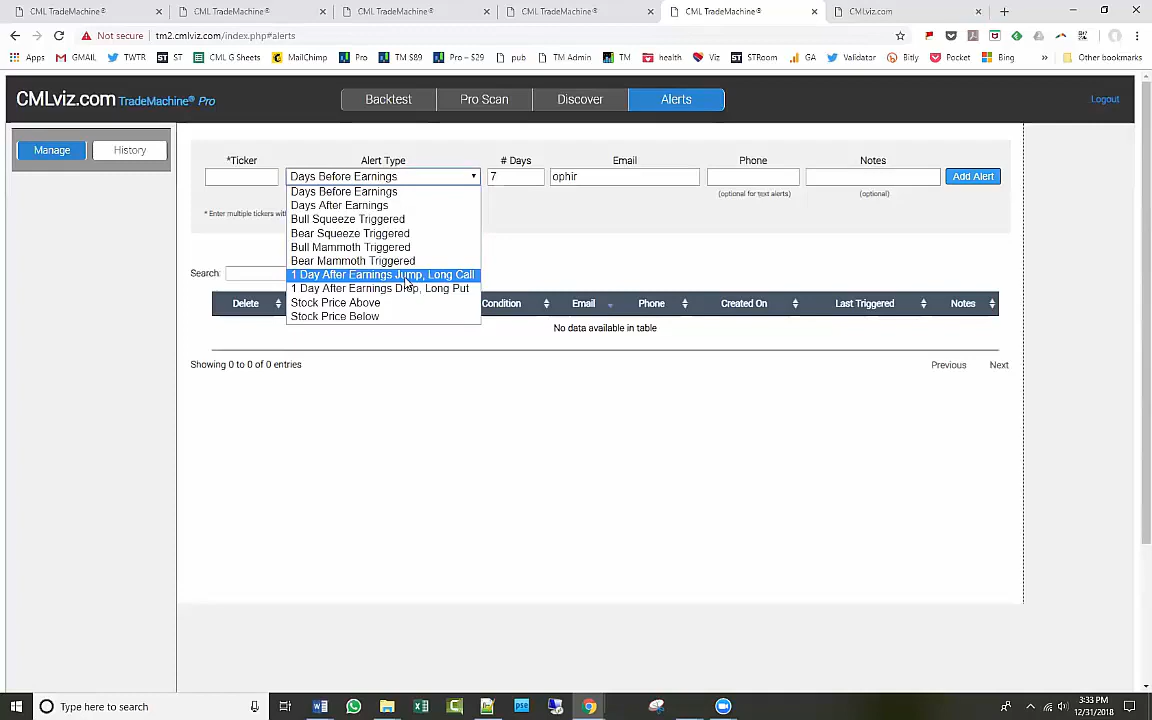 CML TradeMachine®
CML TradeMachine®
CML TradeMachine®
CML TradeMachine®
CML TradeMachine®
CMLviz.com
Not secure | tm2.cmlviz.com/index.php#alerts
Apps GMAIL TWTR ST CML G Sheets MailChimp Pro TM $89 Pro ~ $29 pub TM Admin TM health Viz STRoom GA Validator Bitly Pocket Bing » Other bookmarks
CMLviz.com TradeMachine® Pro
Backtest Pro Scan Discover Alerts
Logout
Manage History
*Ticker Alert Type # Days Email Phone Notes
Days Before Earnings 7 ophir Add Alert
(optional for text alerts) (optional)
Days Before Earnings
Days After Earnings
* Enter multiple tickers
Bull Squeeze Triggered
Bear Squeeze Triggered
Bull Mammoth Triggered
Bear Mammoth Triggered
1 Day After Earnings Jump, Long Call
1 Day After Earnings Drop, Long Put
Stock Price Above
Stock Price Below
Search:
Delete Condition Email Phone Created On Last Triggered Notes
No data available in table
Showing 0 to 0 of 0 entries
Previous Next
Type here to search
3:33 PM
12/31/2018